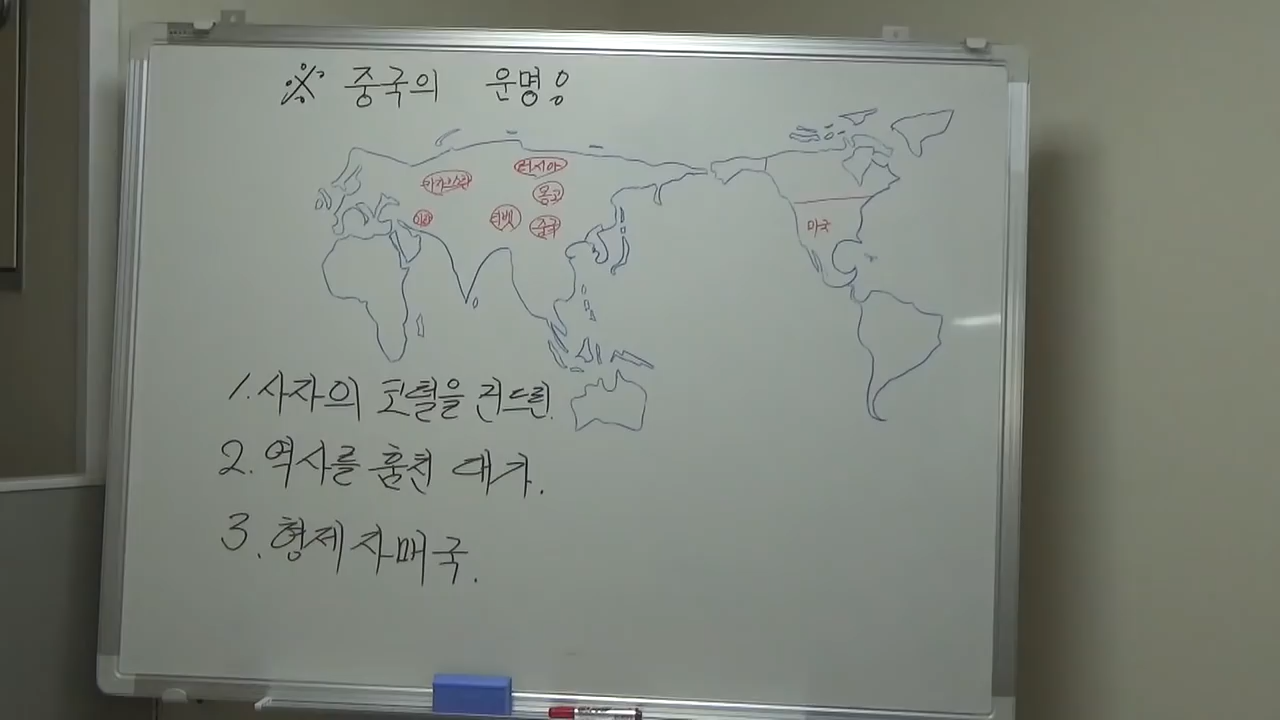 ※ 중국의 운명!
러시아
카자흐스탄
몽고
이란
티벳
중국
미국
1. 사자의 코털을 건드린.
2. 역사를 훔친 대가.
3. 형제 자매국.